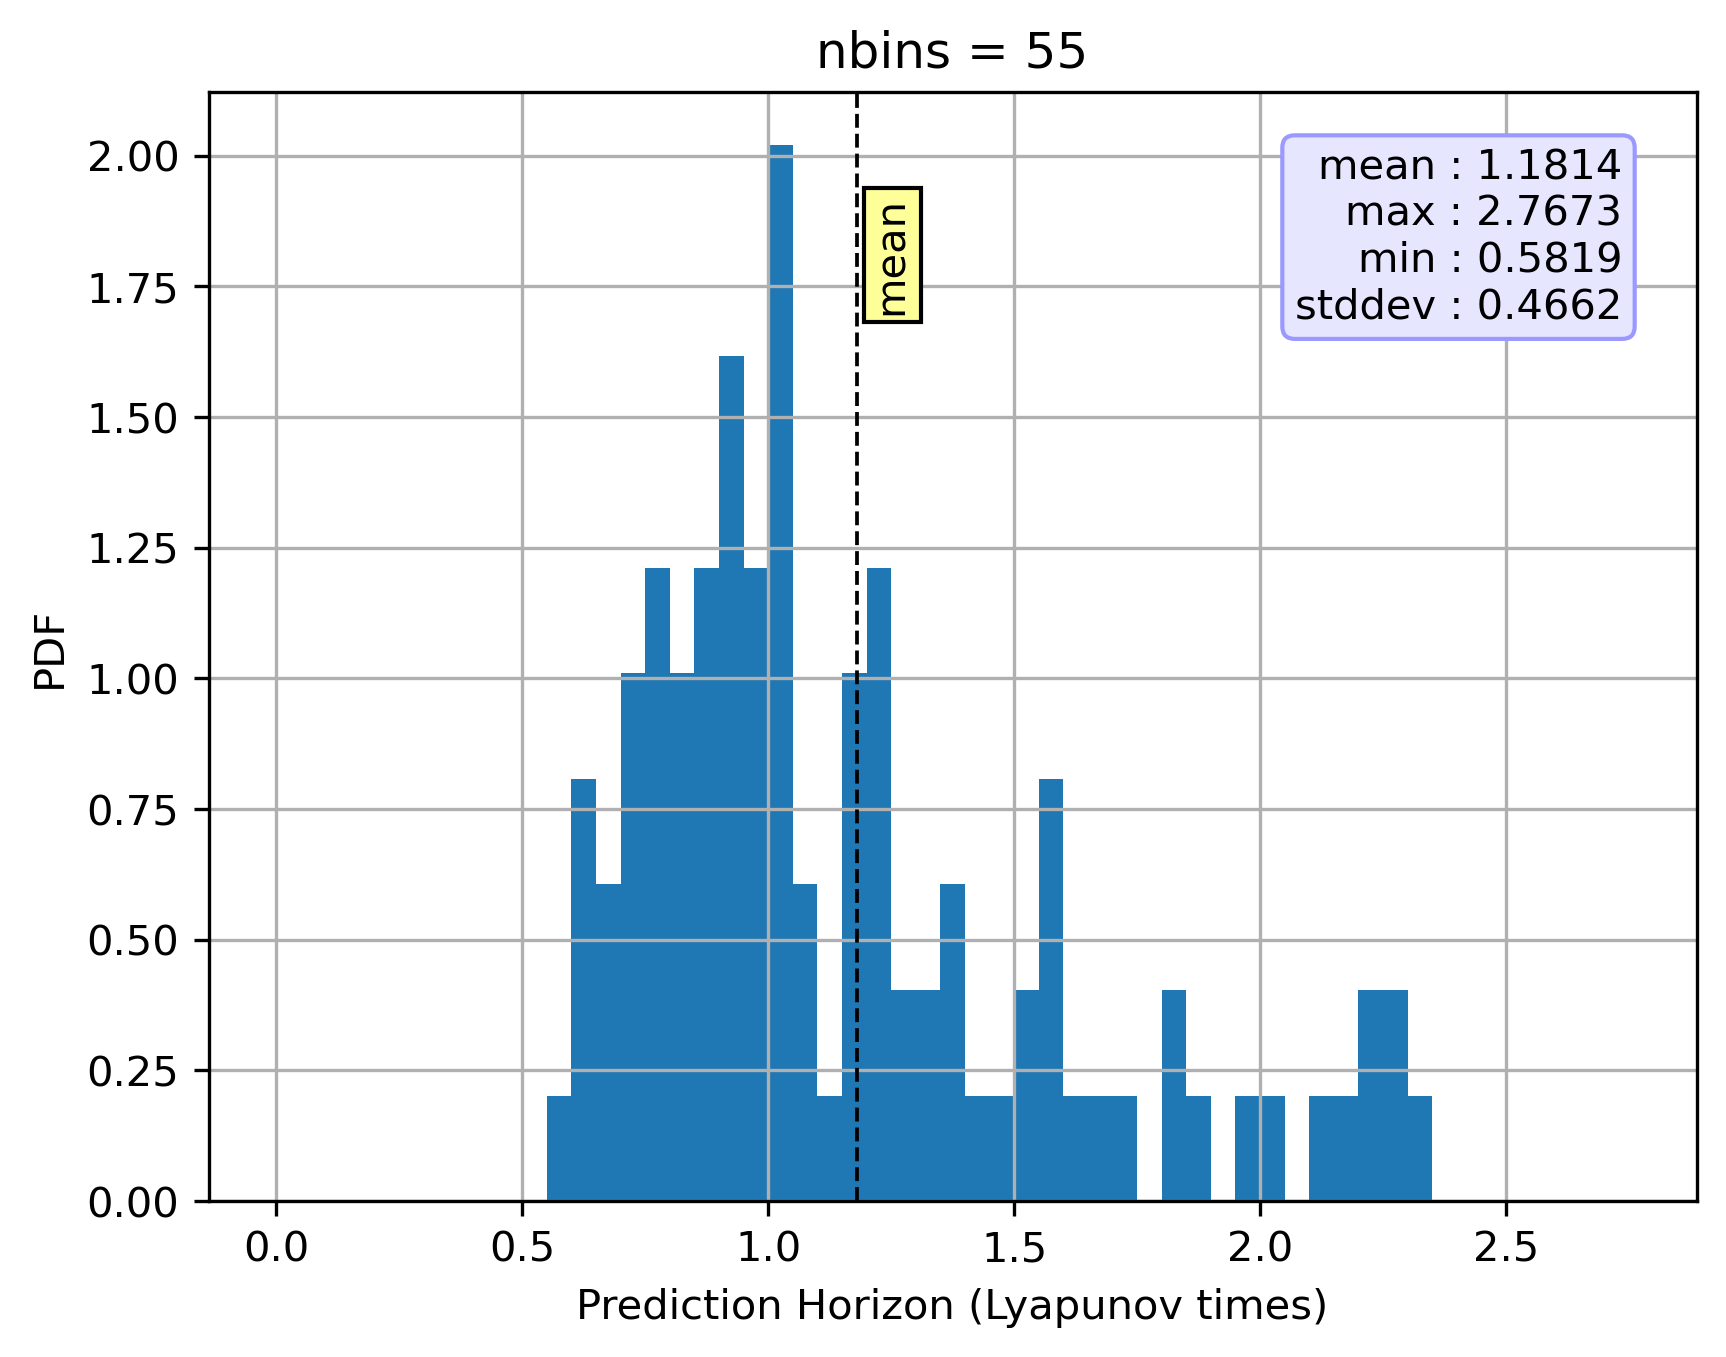 nbins = 55
mean : 1.1814
max : 2.7673
min : 0.5819
stddev : 0.4662
mean
PDF
2.00
1.75
1.50
1.25
1.00
0.75
0.50
0.25
0.00
0.0 0.5 1.0 1.5 2.0 2.5
Prediction Horizon (Lyapunov times)